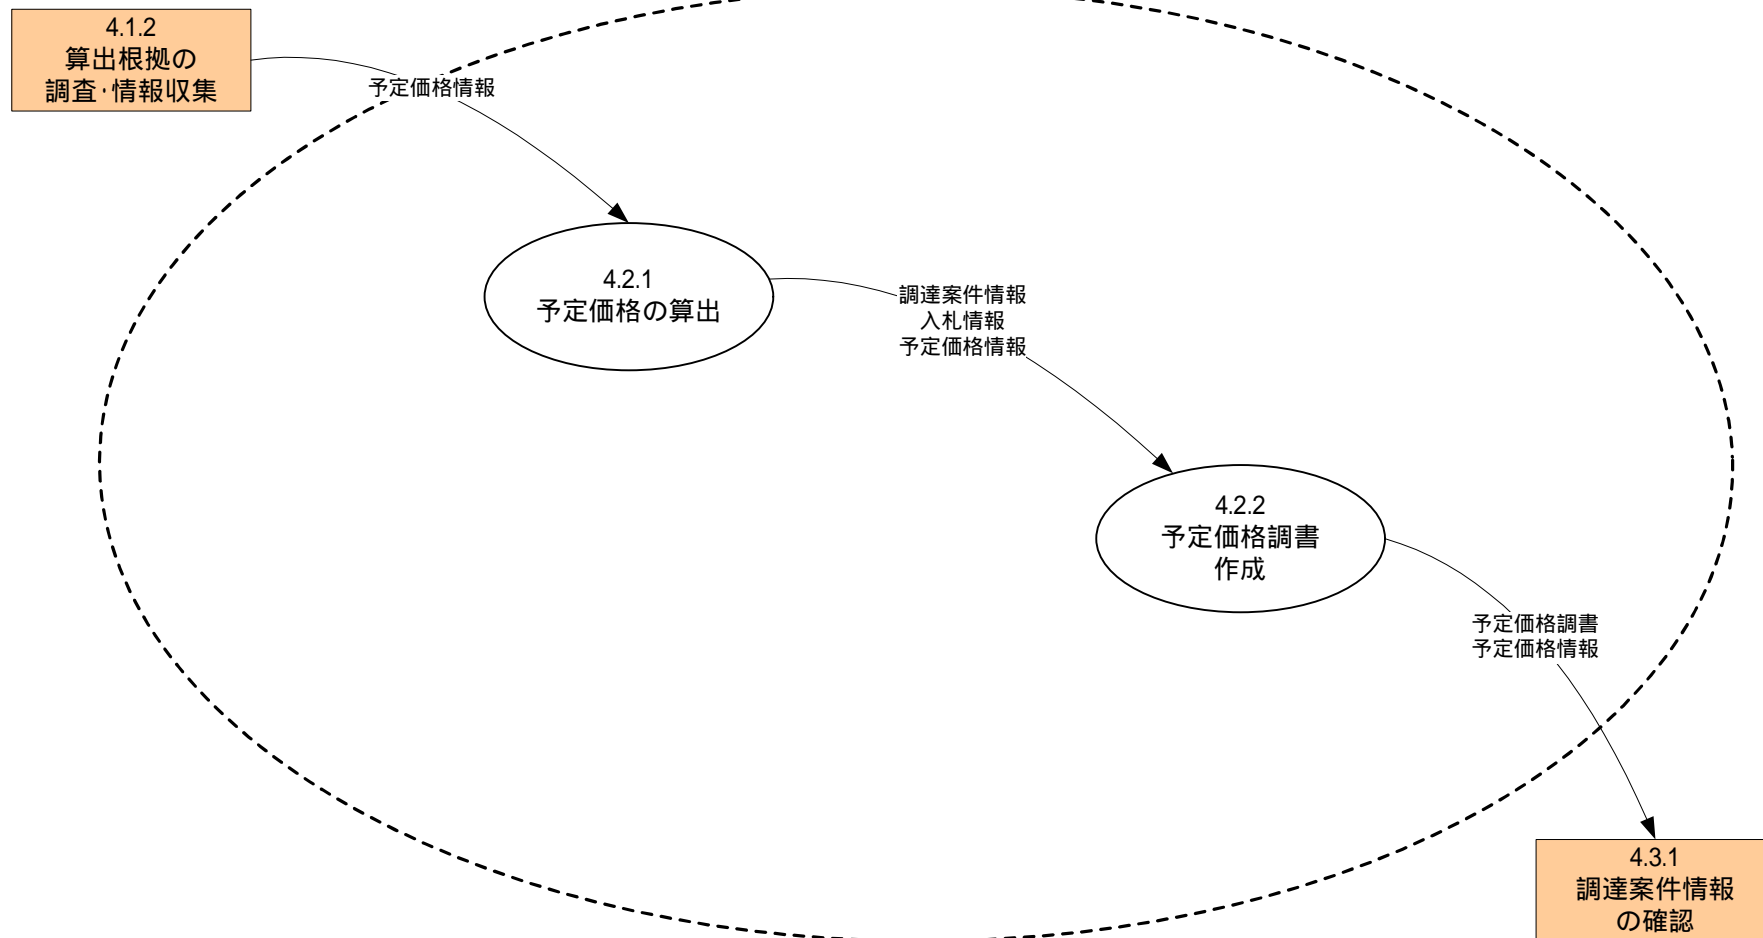 4.1.2
算出根拠の
調査･情報収集
予定価格情報
4.2.1
予定価格の算出
調達案件情報
入札情報
予定価格情報
4.2.2
予定価格調書
作成
予定価格調書
予定価格情報
4.3.1
調達案件情報
の確認